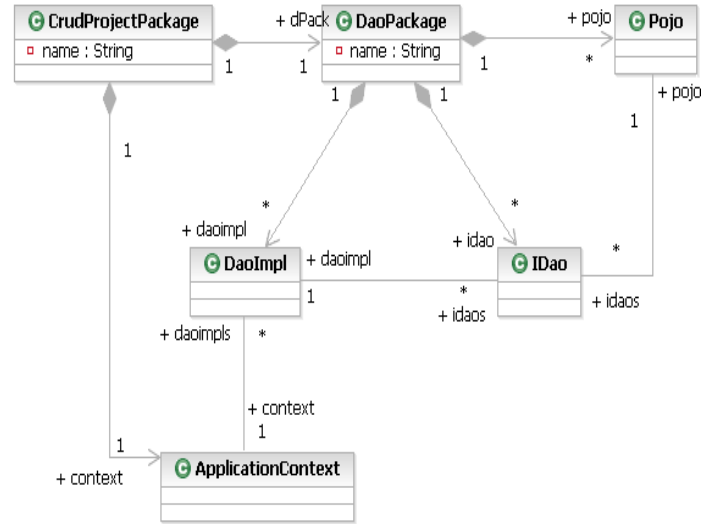 CrudProjectPackage
name : String
1
+ dPack
1
DaoPackage
name : String
1
+ pojo
*
Pojo
+ pojo
1
1
1
1
*
*
+ daoimpl
+ idao
*
DaoImpl
+ daoimpl
1
*
+ idaos
IDao
+ idaos
+ daoimpls
*
+ context
1
1
+ context
ApplicationContext